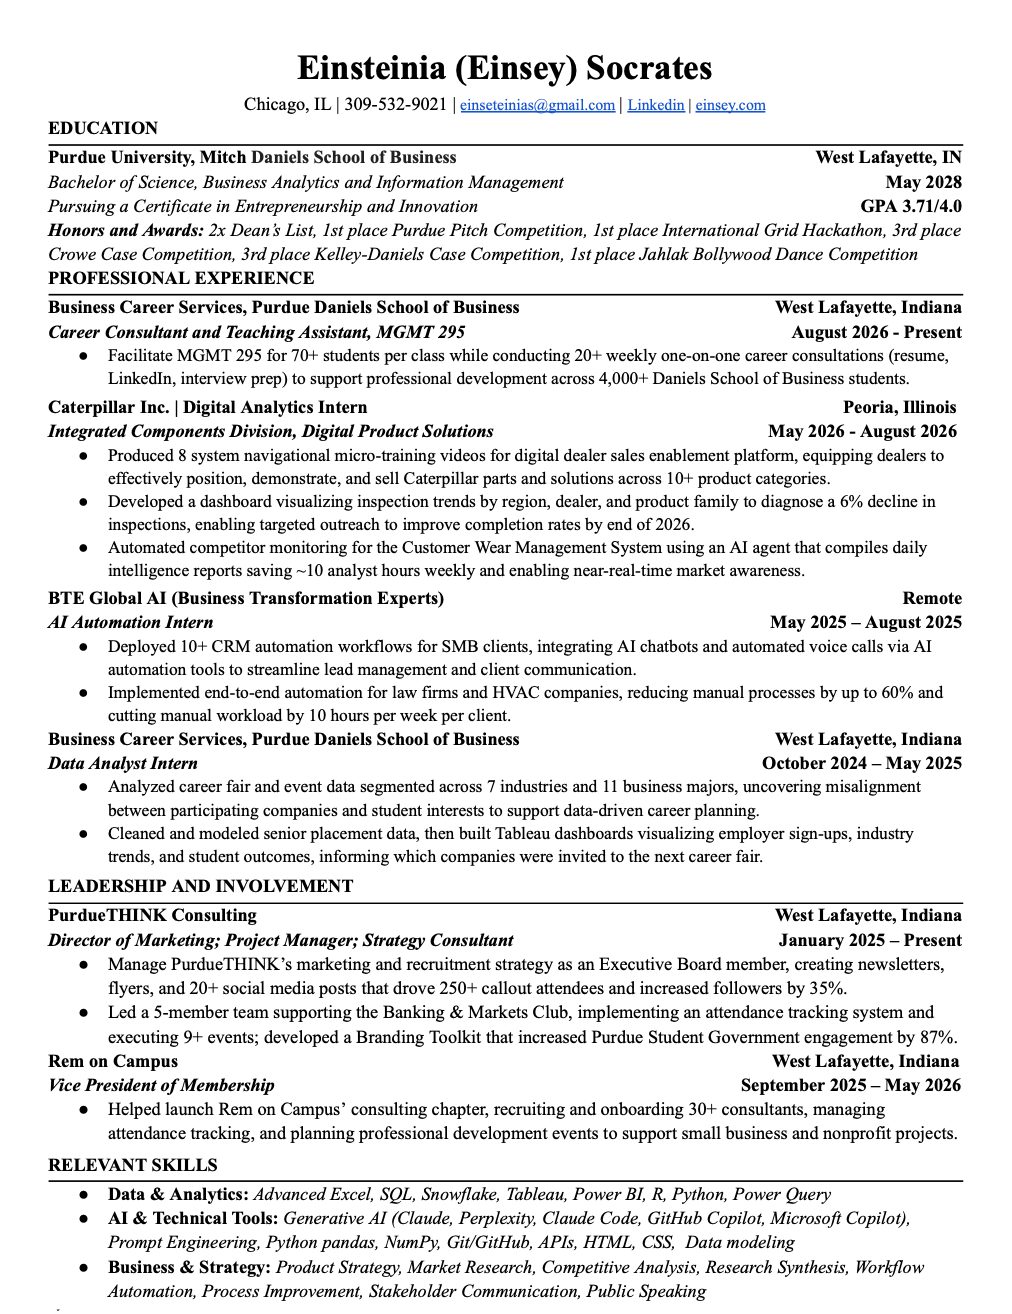 Einsteinia (Einsey) Socrates
Chicago, IL | 309-532-9021 | einseteinias@gmail.com | Linkedin | einsey.com
EDUCATION
Purdue University, Mitch Daniels School of Business West Lafayette, IN
Bachelor of Science, Business Analytics and Information Management May 2028
Pursuing a Certificate in Entrepreneurship and Innovation GPA 3.71/4.0
Honors and Awards: 2x Dean's List, 1st place Purdue Pitch Competition, 1st place International Grid Hackathon, 3rd place
Crowe Case Competition, 3rd place Kelley-Daniels Case Competition, 1st place Jahlak Bollywood Dance Competition
PROFESSIONAL EXPERIENCE
Business Career Services, Purdue Daniels School of Business West Lafayette, Indiana
Career Consultant and Teaching Assistant, MGMT 295 August 2026 - Present
● Facilitate MGMT 295 for 70+ students per class while conducting 20+ weekly one-on-one career consultations (resume,
LinkedIn, interview prep) to support professional development across 4,000+ Daniels School of Business students.
Caterpillar Inc. | Digital Analytics Intern Peoria, Illinois
Integrated Components Division, Digital Product Solutions May 2026 - August 2026
● Produced 8 system navigational micro-training videos for digital dealer sales enablement platform, equipping dealers to
effectively position, demonstrate, and sell Caterpillar parts and solutions across 10+ product categories.
● Developed a dashboard visualizing inspection trends by region, dealer, and product family to diagnose a 6% decline in
inspections, enabling targeted outreach to improve completion rates by end of 2026.
● Automated competitor monitoring for the Customer Wear Management System using an AI agent that compiles daily
intelligence reports saving ~10 analyst hours weekly and enabling near-real-time market awareness.
BTE Global AI (Business Transformation Experts) Remote
AI Automation Intern May 2025 – August 2025
● Deployed 10+ CRM automation workflows for SMB clients, integrating AI chatbots and automated voice calls via AI
automation tools to streamline lead management and client communication.
● Implemented end-to-end automation for law firms and HVAC companies, reducing manual processes by up to 60% and
cutting manual workload by 10 hours per week per client.
Business Career Services, Purdue Daniels School of Business West Lafayette, Indiana
Data Analyst Intern October 2024 – May 2025
● Analyzed career fair and event data segmented across 7 industries and 11 business majors, uncovering misalignment
between participating companies and student interests to support data-driven career planning.
● Cleaned and modeled senior placement data, then built Tableau dashboards visualizing employer sign-ups, industry
trends, and student outcomes, informing which companies were invited to the next career fair.
LEADERSHIP AND INVOLVEMENT
PurdueTHINK Consulting West Lafayette, Indiana
Director of Marketing; Project Manager; Strategy Consultant January 2025 – Present
● Manage PurdueTHINK's marketing and recruitment strategy as an Executive Board member, creating newsletters,
flyers, and 20+ social media posts that drove 250+ callout attendees and increased followers by 35%.
● Led a 5-member team supporting the Banking & Markets Club, implementing an attendance tracking system and
executing 9+ events; developed a Branding Toolkit that increased Purdue Student Government engagement by 87%.
Rem on Campus West Lafayette, Indiana
Vice President of Membership September 2025 – May 2026
● Helped launch Rem on Campus' consulting chapter, recruiting and onboarding 30+ consultants, managing
attendance tracking, and planning professional development events to support small business and nonprofit projects.
RELEVANT SKILLS
● Data & Analytics: Advanced Excel, SQL, Snowflake, Tableau, Power BI, R, Python, Power Query
● AI & Technical Tools: Generative AI (Claude, Perplexity, Claude Code, GitHub Copilot, Microsoft Copilot),
Prompt Engineering, Python pandas, NumPy, Git/GitHub, APIs, HTML, CSS, Data modeling
● Business & Strategy: Product Strategy, Market Research, Competitive Analysis, Research Synthesis, Workflow
Automation, Process Improvement, Stakeholder Communication, Public Speaking